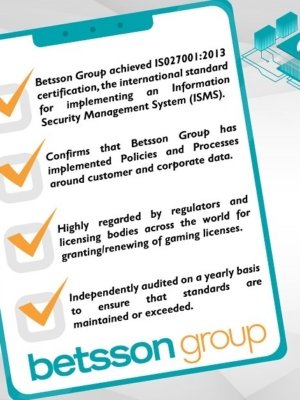 Betsson Group achieved ISO27001:2013
certification, the international standard
for implementing an Information
Security Management System (ISMS).
Confirms that Betsson Group has
implemented Policies and Processes
around customer and corporate data.
Highly regarded by regulators and
licensing bodies across the world for
granting/renewing of gaming licenses.
Independently audited on a yearly basis
to ensure that standards are
maintained or exceeded.
betsson group